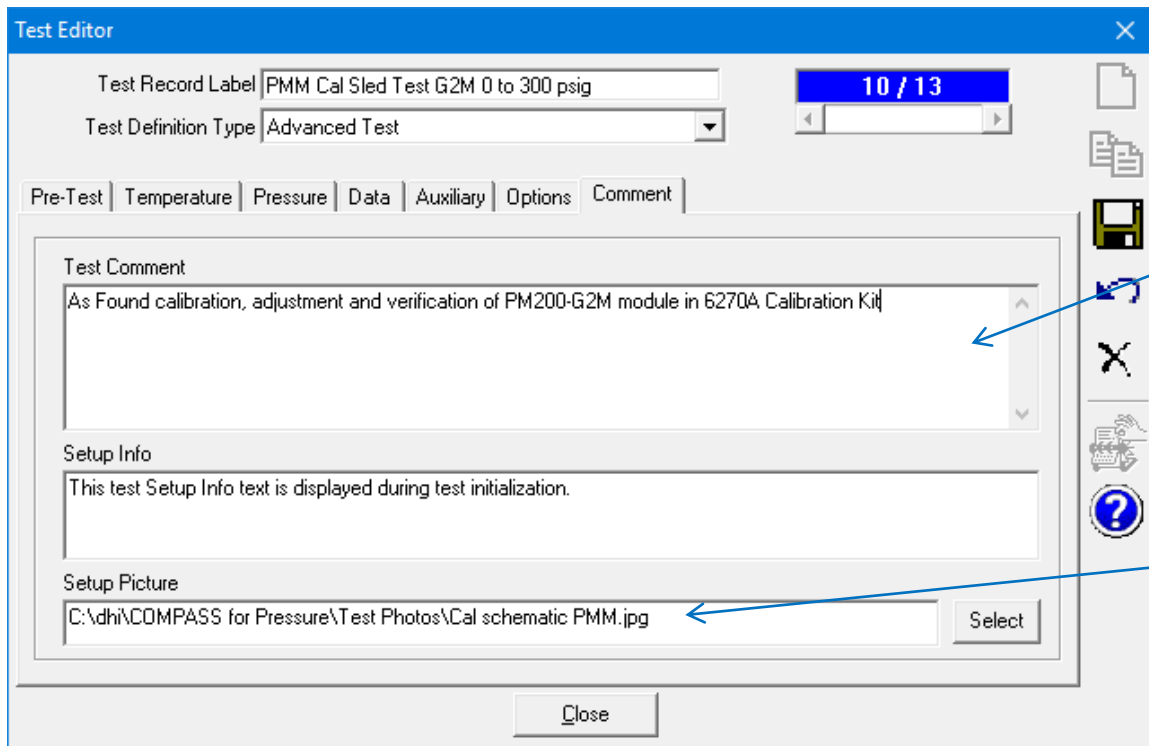 Test Editor
Test Record Label PMM Cal Sled Test G2M 0 to 300 psig
10 / 13
Test Definition Type Advanced Test
Pre-Test Temperature Pressure Data Auxiliary Options Comment
Test Comment
As Found calibration, adjustment and verification of PM200-G2M module in 6270A Calibration Kit
Setup Info
This test Setup Info text is displayed during test initialization.
Setup Picture
C:\dhi\COMPASS for Pressure\Test Photos\Cal schematic PMM.jpg
Select
Close